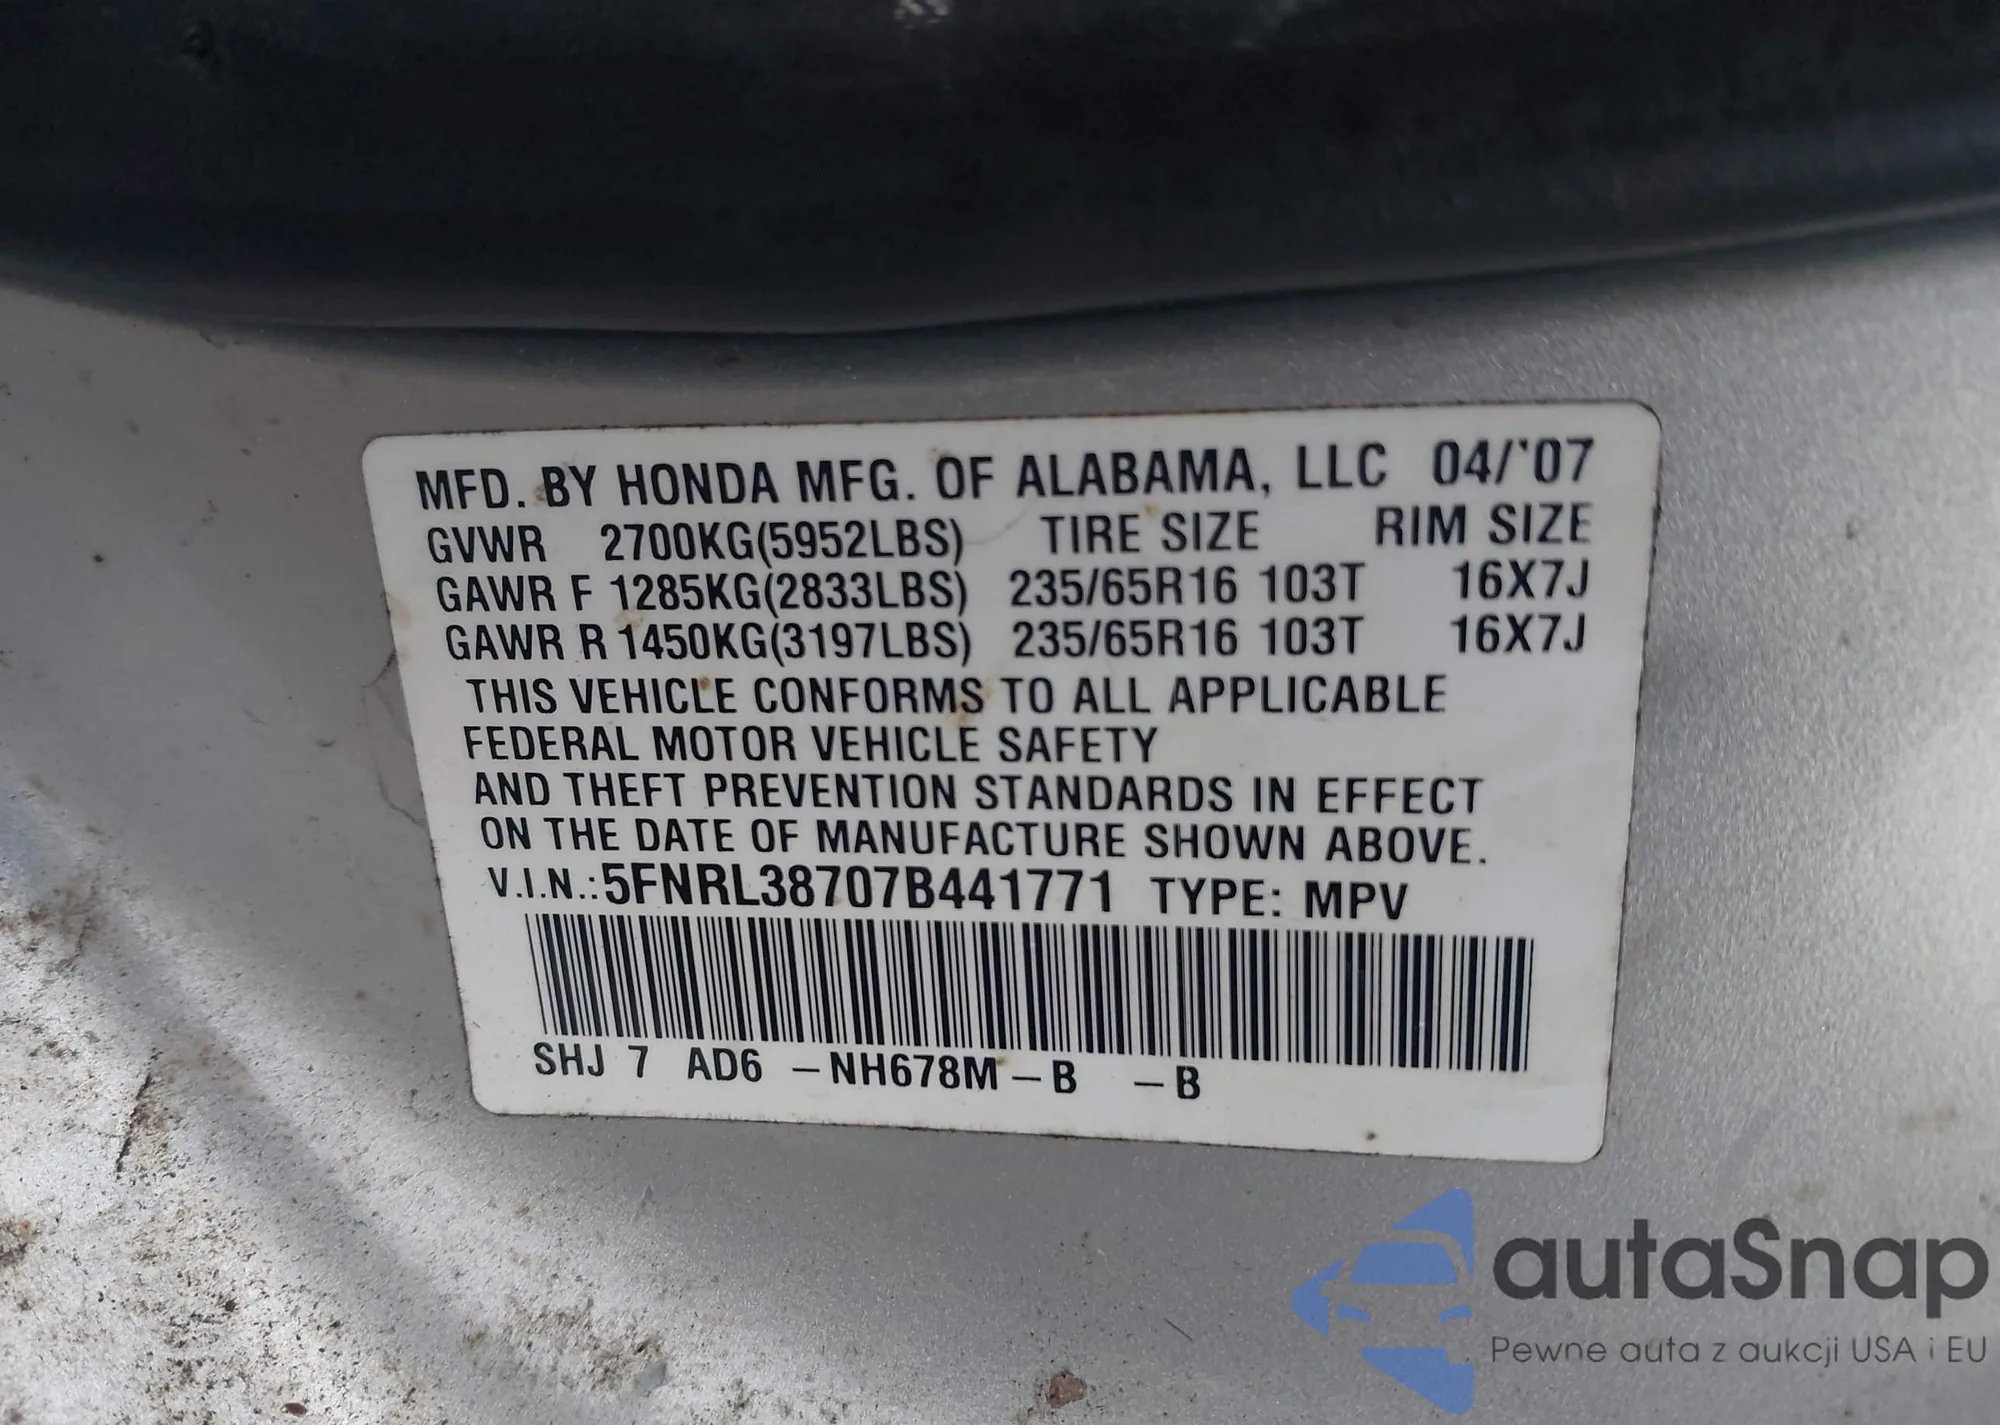 MFD. BY HONDA MFG. OF ALABAMA, LLC 04/'07
GVWR 2700KG(5952LBS) TIRE SIZE RIM SIZE
GAWR F 1285KG(2833LBS) 235/65R16 103T 16X7J
GAWR R 1450KG(3197LBS) 235/65R16 103T 16X7J
THIS VEHICLE CONFORMS TO ALL APPLICABLE
FEDERAL MOTOR VEHICLE SAFETY
AND THEFT PREVENTION STANDARDS IN EFFECT
ON THE DATE OF MANUFACTURE SHOWN ABOVE.
V.I.N.:5FNRL38707B441771 TYPE: MPV
SHJ 7 AD6 –NH678M–B –B
autaSnap
Pewne auta z aukcji USA i EU